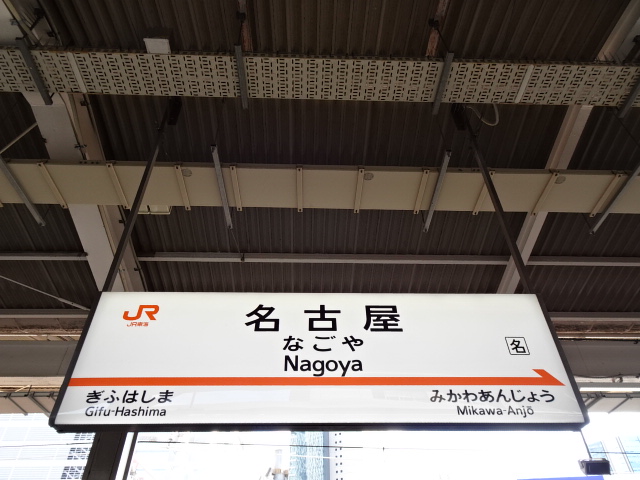 JR
JR東海
名古屋
なごや
Nagoya
名
ぎふはしま
Gifu-Hashima
みかわあんじょう
Mikawa-Anjō